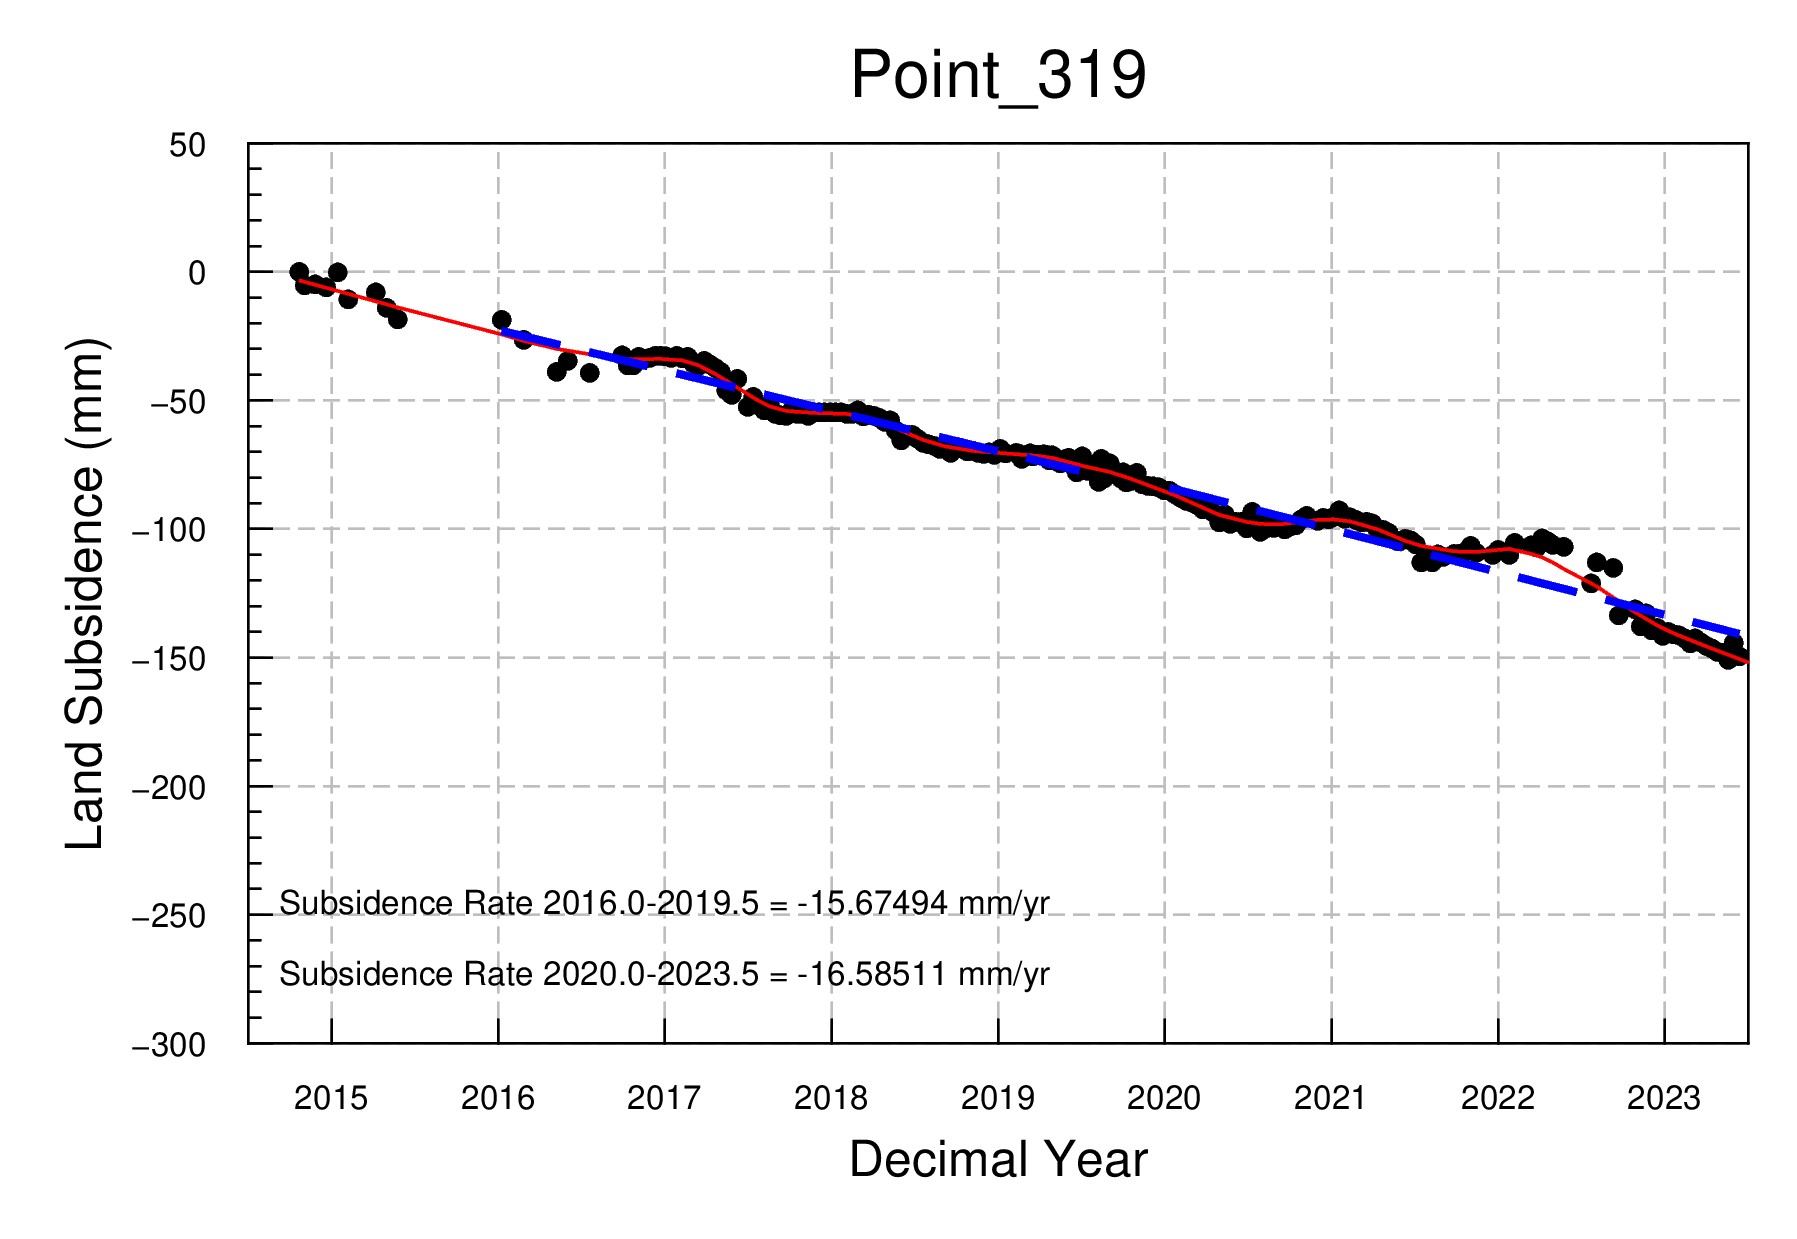 Point_319
50
0
−50
−100
−150
−200
−250
−300
Land Subsidence (mm)
Subsidence Rate 2016.0-2019.5 = -15.67494 mm/yr
Subsidence Rate 2020.0-2023.5 = -16.58511 mm/yr
2015 2016 2017 2018 2019 2020 2021 2022 2023
Decimal Year